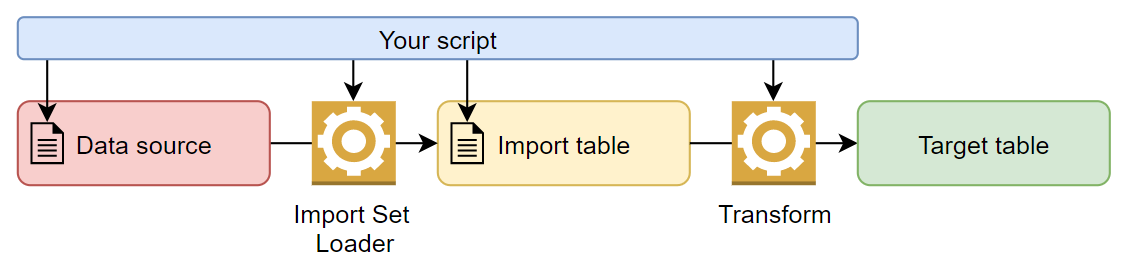 Your script
Data source
Import table
Target table
Import Set
Loader
Transform